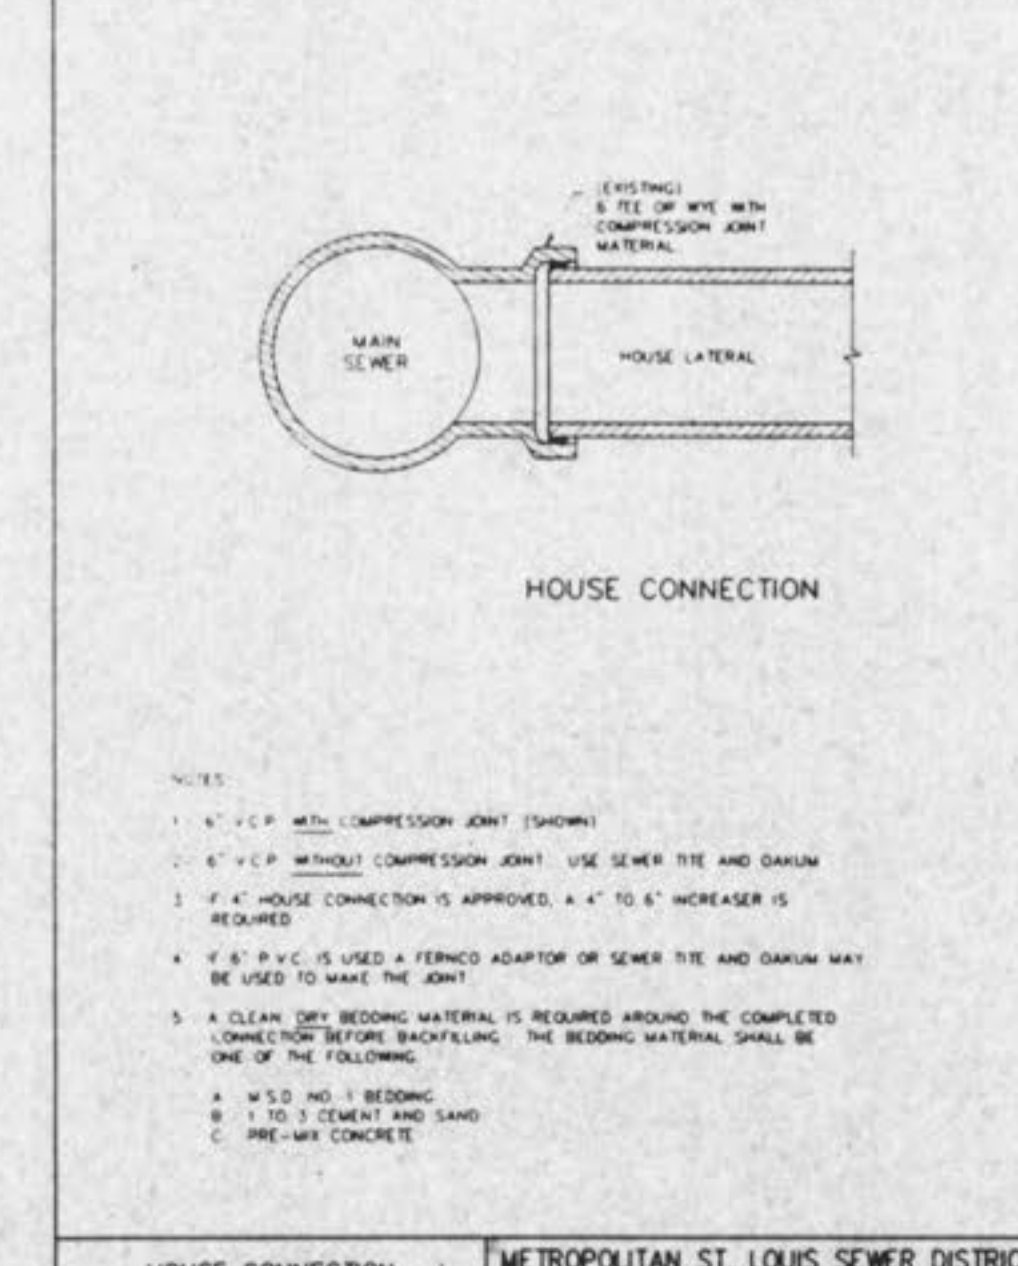 (EXISTING)
6 TEE OR WYE WITH
COMPRESSION JOINT
MATERIAL
MAIN
SEWER
HOUSE LATERAL
HOUSE CONNECTION
NOTES
1 6" V C P WITH COMPRESSION JOINT (SHOWN)
2 6" V C P WITHOUT COMPRESSION JOINT USE SEWER TITE AND OAKUM
3 IF 4" HOUSE CONNECTION IS APPROVED, A 4" TO 6" INCREASER IS
REQUIRED
4 IF 6" P V C IS USED A FERNCO ADAPTOR OR SEWER TITE AND OAKUM MAY
BE USED TO MAKE THE JOINT
5 A CLEAN DRY BEDDING MATERIAL IS REQUIRED AROUND THE COMPLETED
CONNECTION BEFORE BACKFILLING THE BEDDING MATERIAL SHALL BE
ONE OF THE FOLLOWING
A M S D NO 1 BEDDING
B 1 TO 3 CEMENT AND SAND
C PRE-MIX CONCRETE
HOUSE CONNECTION
METROPOLITAN ST. LOUIS SEWER